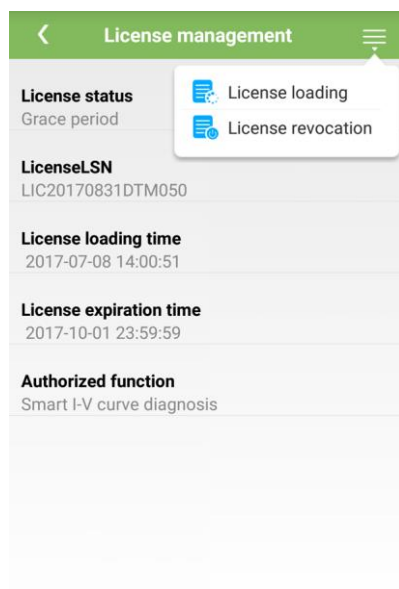 License management
License loading
License revocation
License status
Grace period
LicenseLSN
LIC20170831DTM050
License loading time
2017-07-08 14:00:51
License expiration time
2017-10-01 23:59:59
Authorized function
Smart I-V curve diagnosis